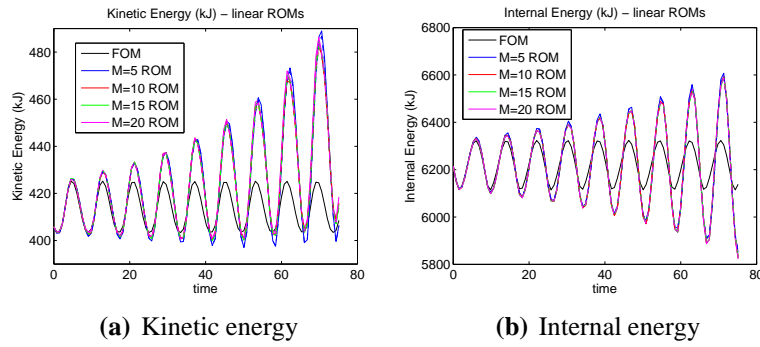 Kinetic Energy (kJ) – linear ROMs
Kinetic Energy (kJ)
480
460
440
420
400
FOM
M=5 ROM
M=10 ROM
M=15 ROM
M=20 ROM
0 20 40 60 80
time
(a) Kinetic energy
Internal Energy (kJ) – linear ROMs
Internal Energy (kJ)
6800
6600
6400
6200
6000
5800
FOM
M=5 ROM
M=10 ROM
M=15 ROM
M=20 ROM
0 20 40 60 80
time
(b) Internal energy